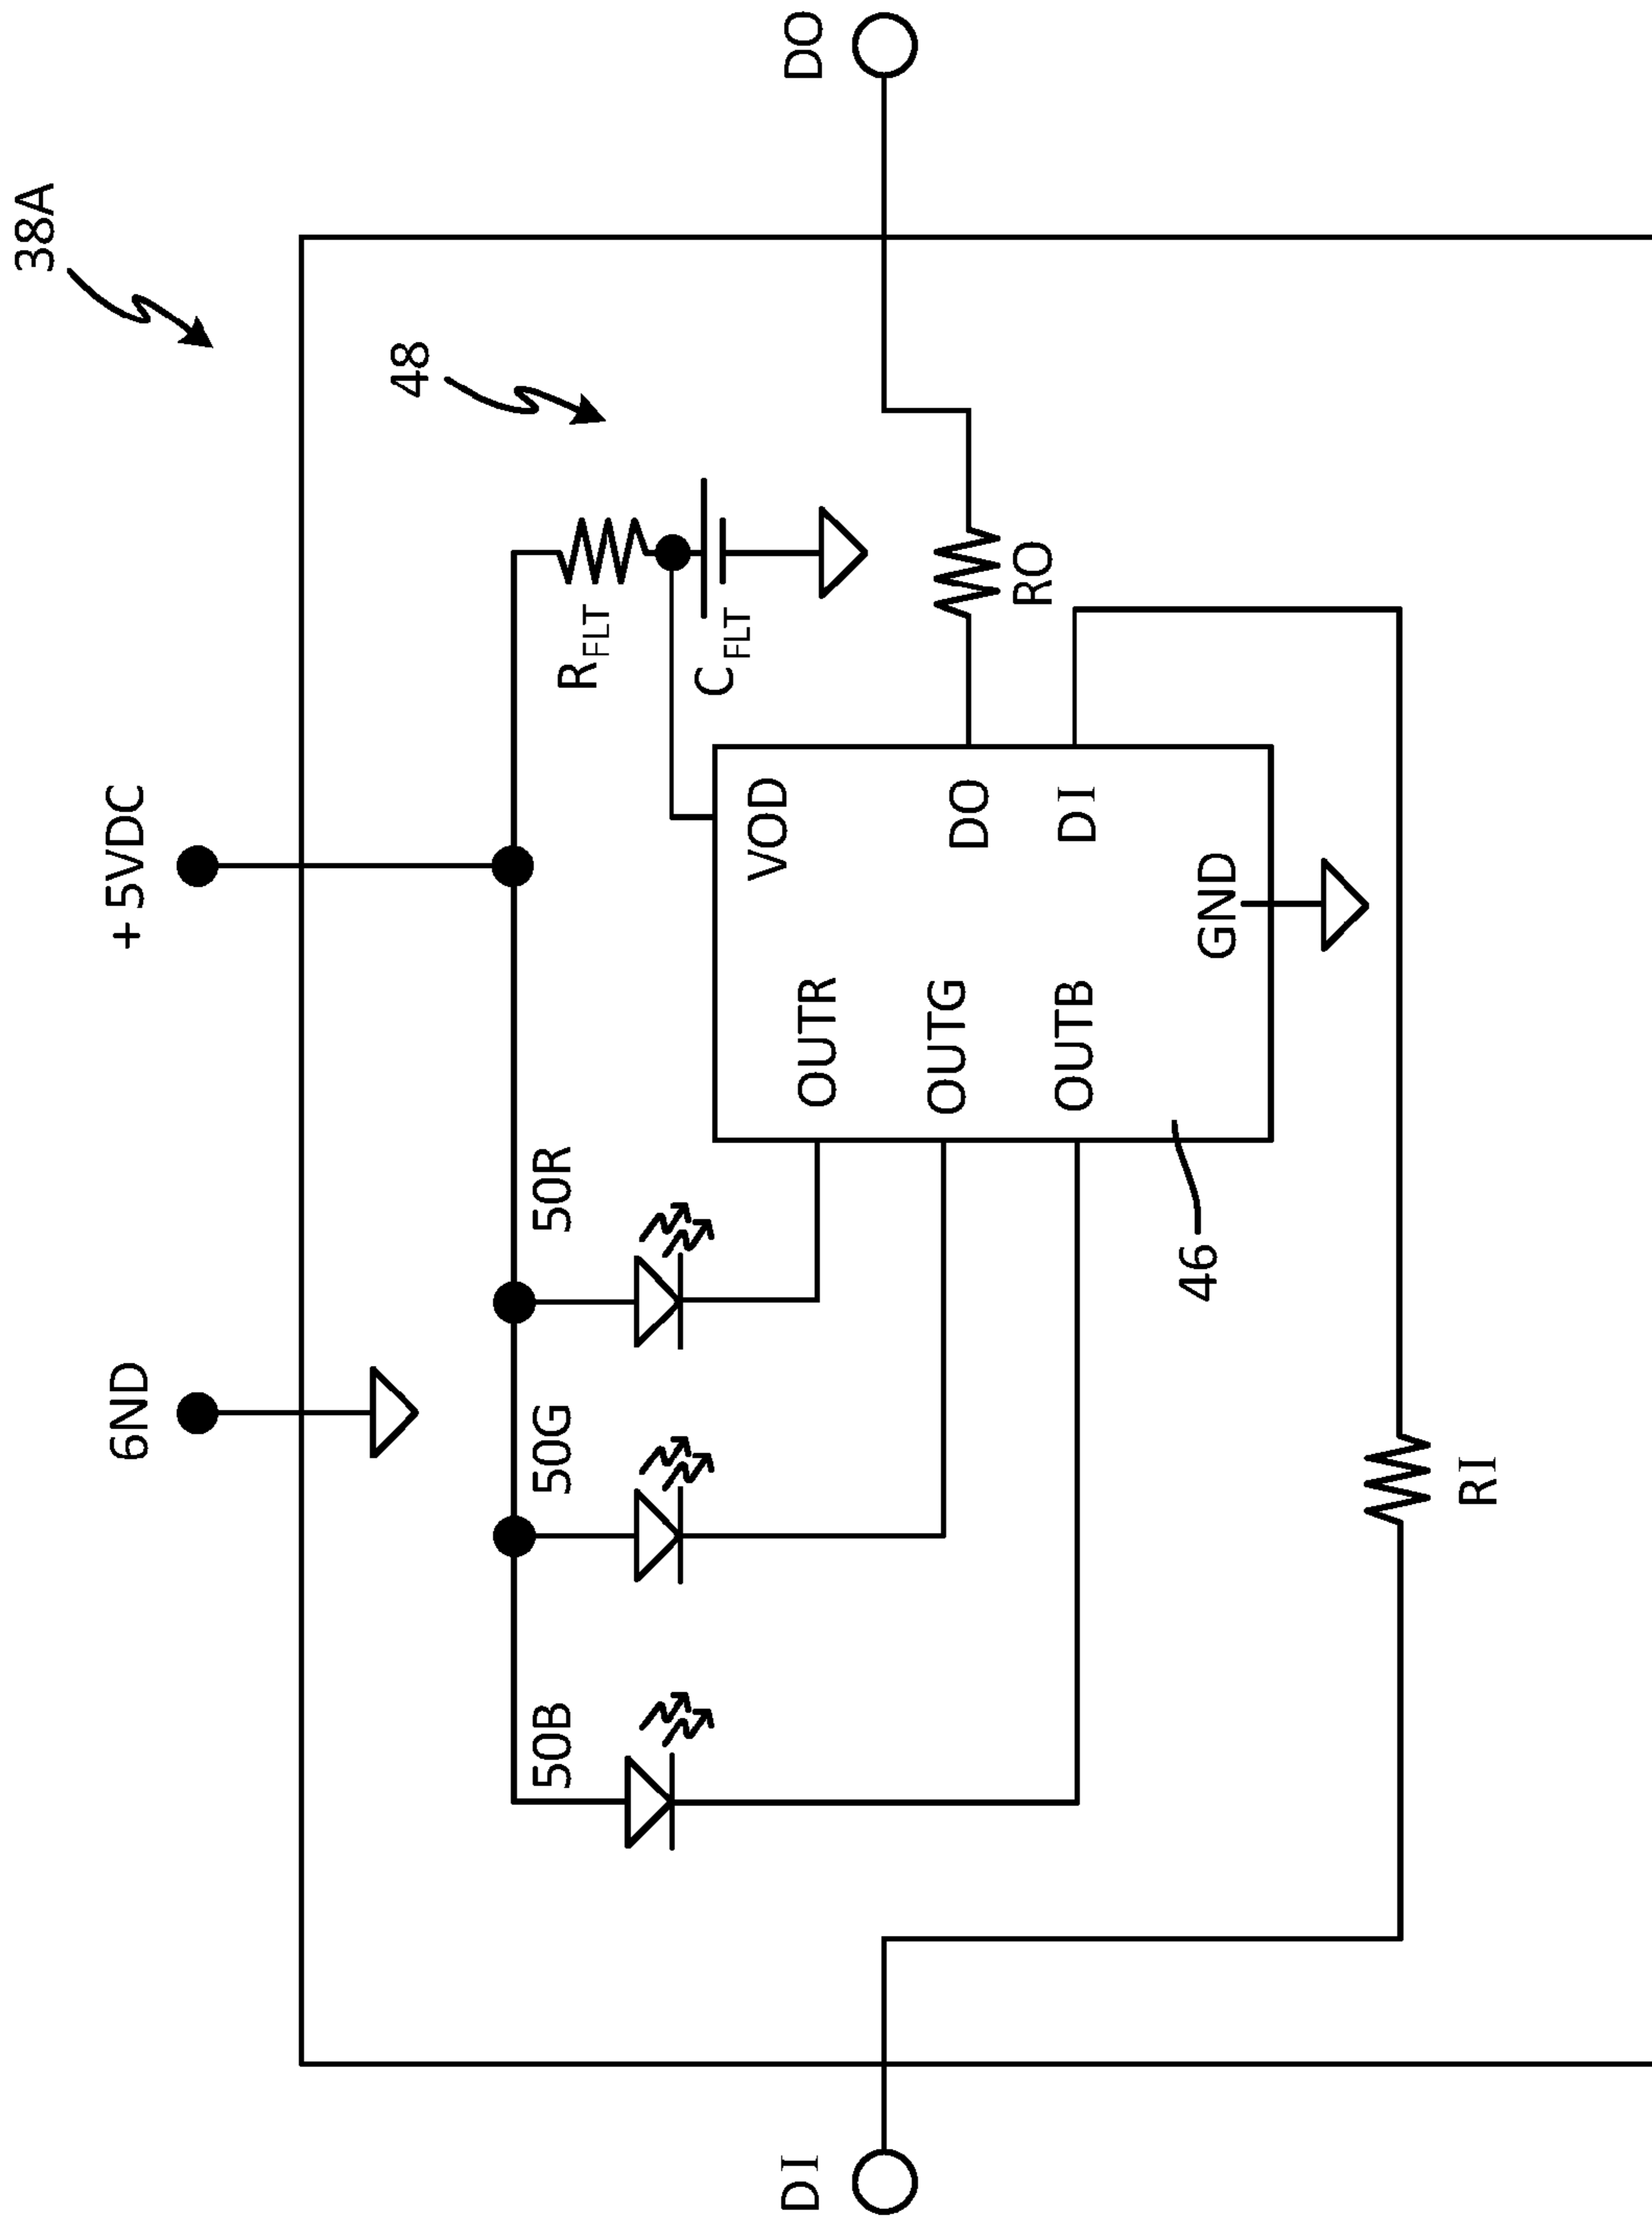 38A
6ND
+5VDC
48
50B
50G
50R
RFLT
CFLT
VOD
OUTR
OUTG
OUTB
DO
DI
GND
46
DI
DO
RO
RI